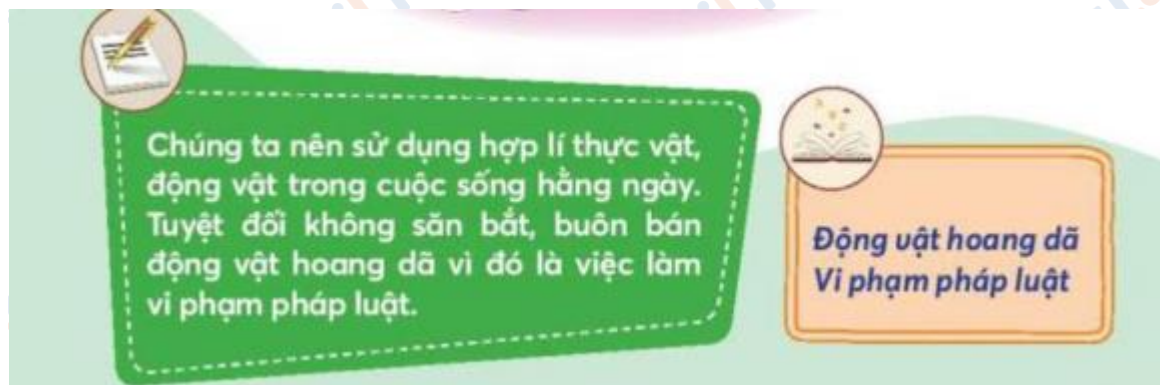 Chúng ta nên sử dụng hợp lí thực vật,
động vật trong cuộc sống hằng ngày.
Tuyệt đối không săn bắt, buôn bán
động vật hoang dã vì đó là việc làm
vi phạm pháp luật.
Động vật hoang dã
Vi phạm pháp luật